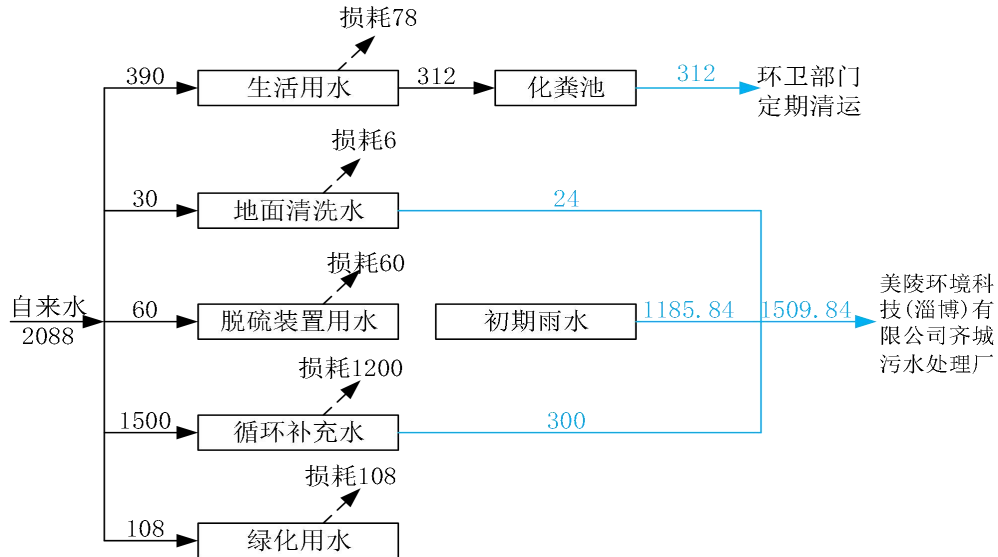 损耗78
390
生活用水
312
化粪池
312
环卫部门
定期清运
损耗6
30
地面清洗水
24
损耗60
自来水
2088
60
脱硫装置用水
初期雨水
1185.84
1509.84
美陵环境科
技(淄博)有
限公司齐城
污水处理厂
损耗1200
1500
循环补充水
300
损耗108
108
绿化用水